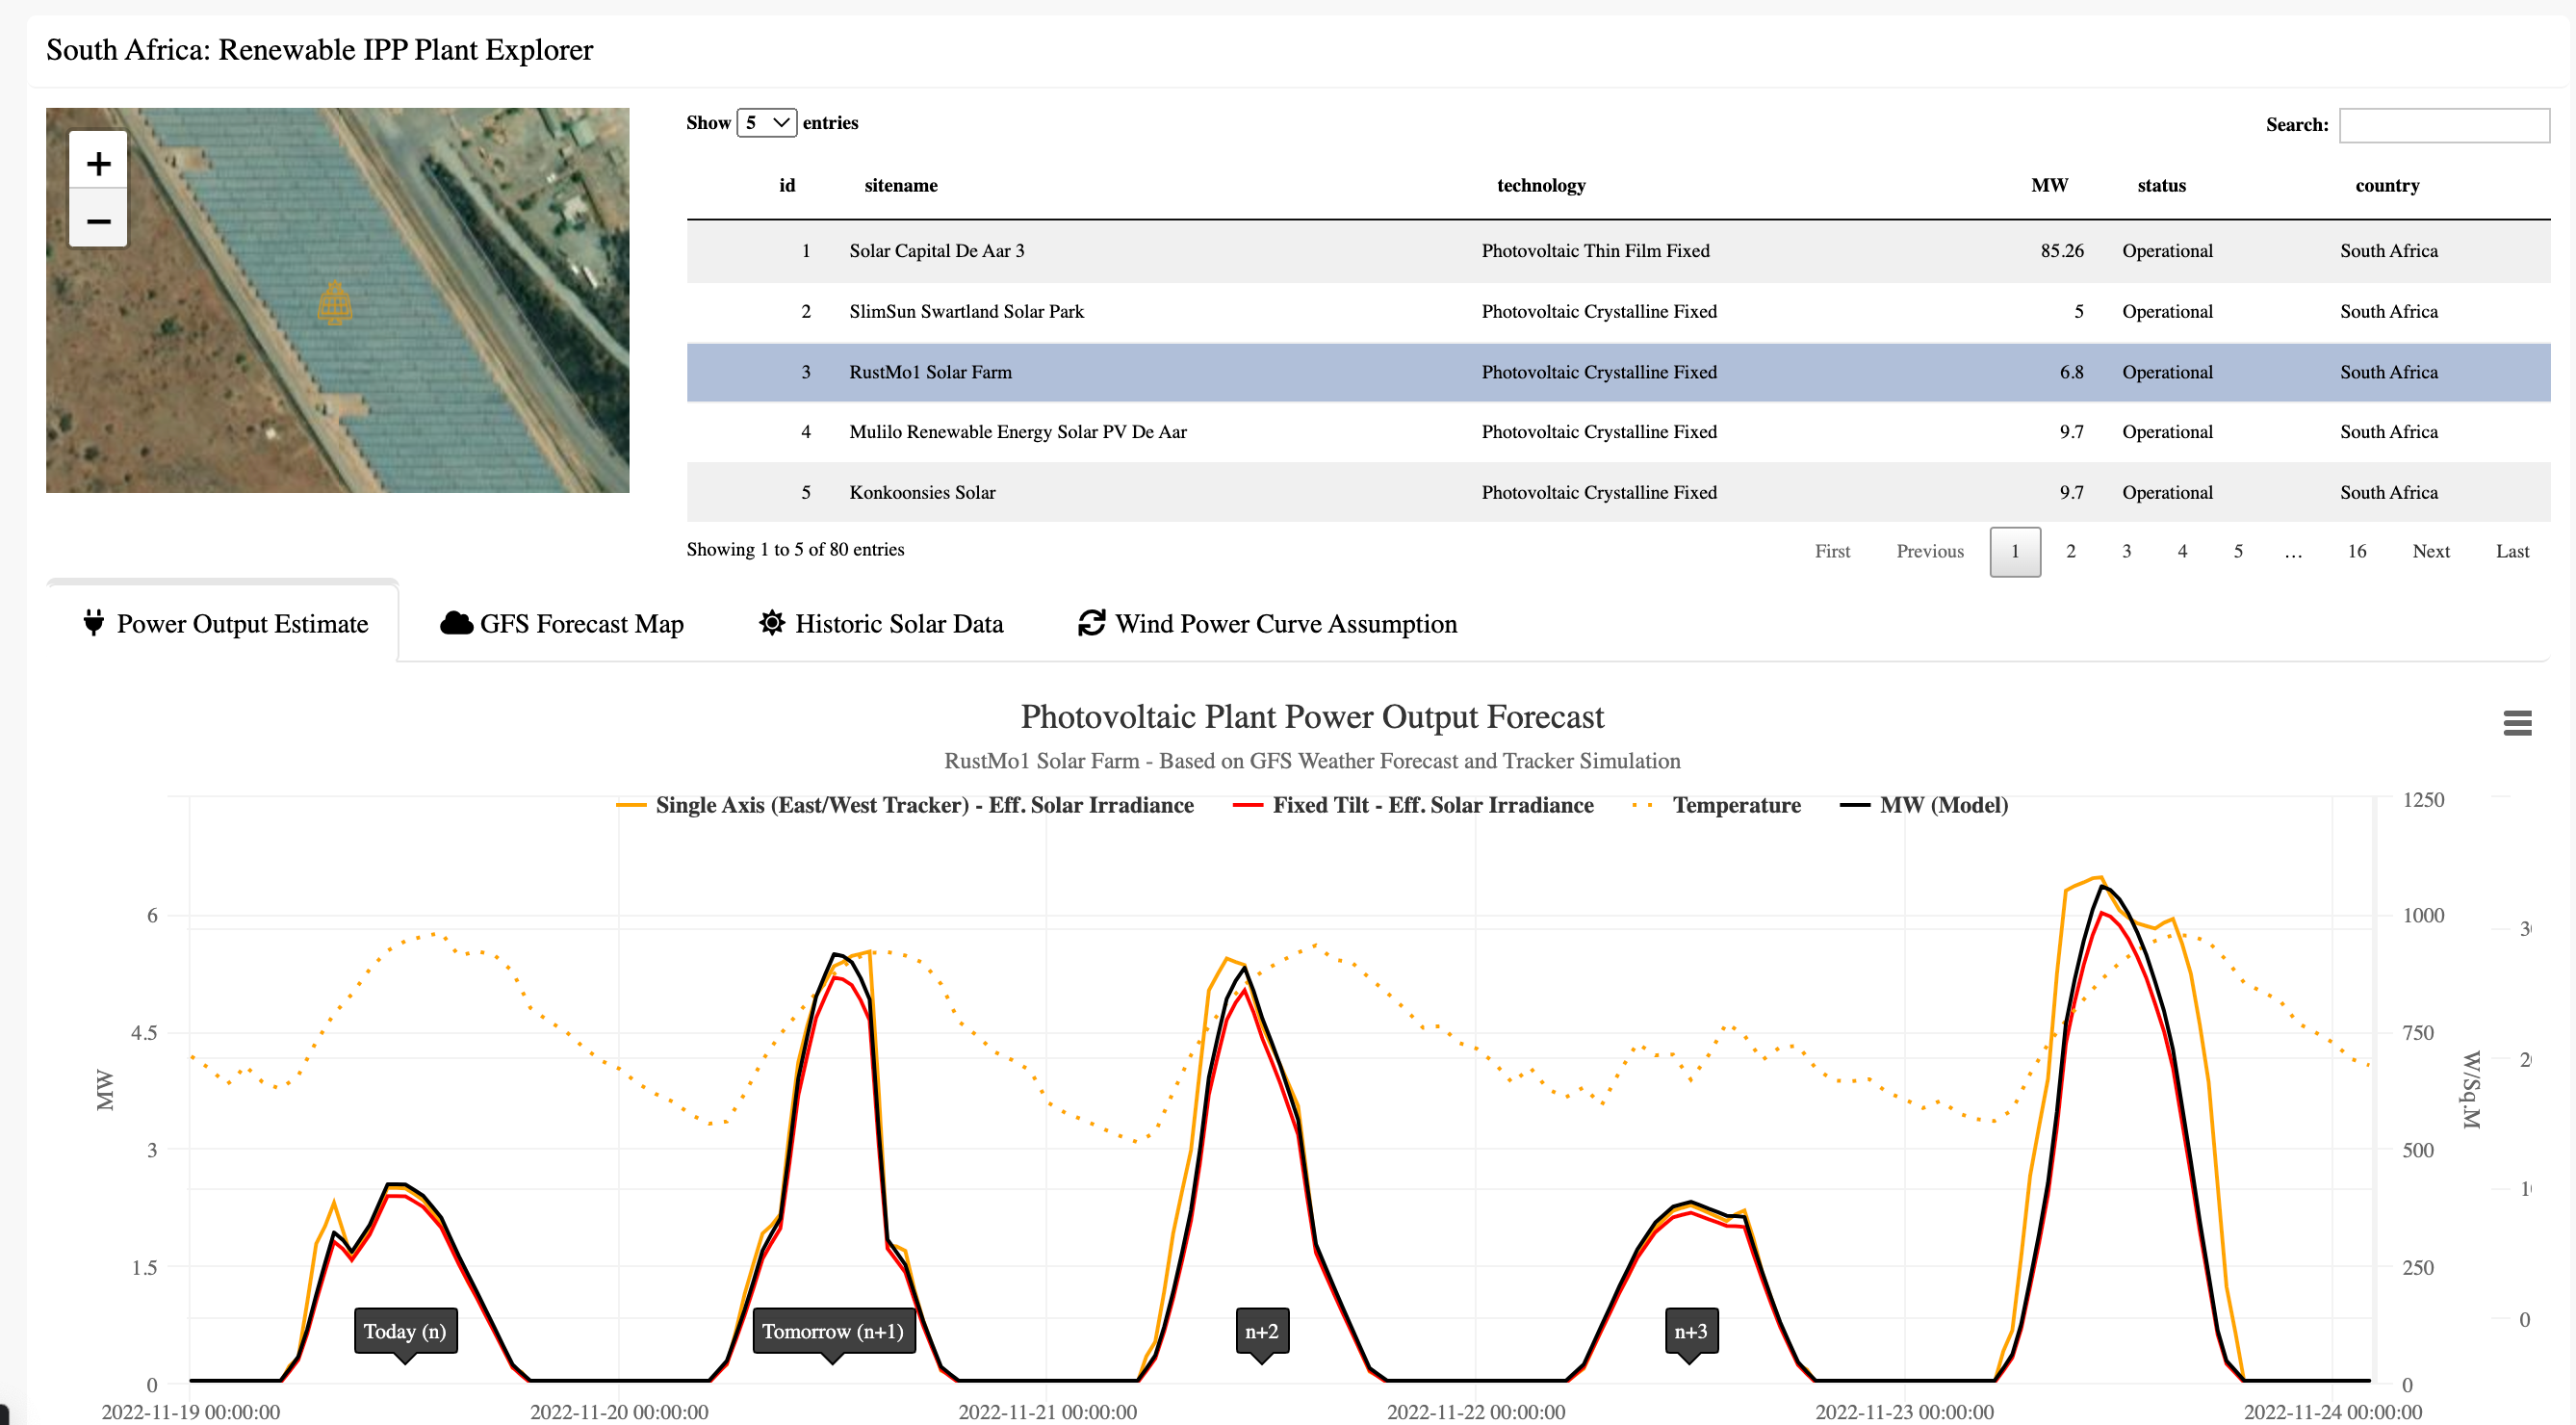 South Africa: Renewable IPP Plant Explorer
+
−
Show 5 entries
Search:
id sitename technology MW status country
1 Solar Capital De Aar 3 Photovoltaic Thin Film Fixed 85.26 Operational South Africa
2 SlimSun Swartland Solar Park Photovoltaic Crystalline Fixed 5 Operational South Africa
3 RustMo1 Solar Farm Photovoltaic Crystalline Fixed 6.8 Operational South Africa
4 Mulilo Renewable Energy Solar PV De Aar Photovoltaic Crystalline Fixed 9.7 Operational South Africa
5 Konkoonsies Solar Photovoltaic Crystalline Fixed 9.7 Operational South Africa
Showing 1 to 5 of 80 entries
First Previous 1 2 3 4 5 … 16 Next Last
Power Output Estimate GFS Forecast Map Historic Solar Data Wind Power Curve Assumption
Photovoltaic Plant Power Output Forecast
RustMo1 Solar Farm - Based on GFS Weather Forecast and Tracker Simulation
Single Axis (East/West Tracker) - Eff. Solar Irradiance Fixed Tilt - Eff. Solar Irradiance Temperature MW (Model)
1250
6 1000
4.5 750
MW W/Sq.M
3 500
1.5 250
0
Today (n) Tomorrow (n+1) n+2 n+3
0 0
2022-11-19 00:00:00 2022-11-20 00:00:00 2022-11-21 00:00:00 2022-11-22 00:00:00 2022-11-23 00:00:00 2022-11-24 00:00:00